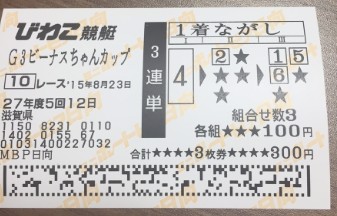 びわこ競艇
G3ビーナスちゃんカップ
10レース'15年8月23日
27年度5回12日
滋賀県
1150 8231 0110
1402 0155 67
01031400227032
MBP日向
3連単
1着ながし
4
2 1 5
6
組合せ数3
各組★★★100円
合計★★★★3枚券★★★★300円